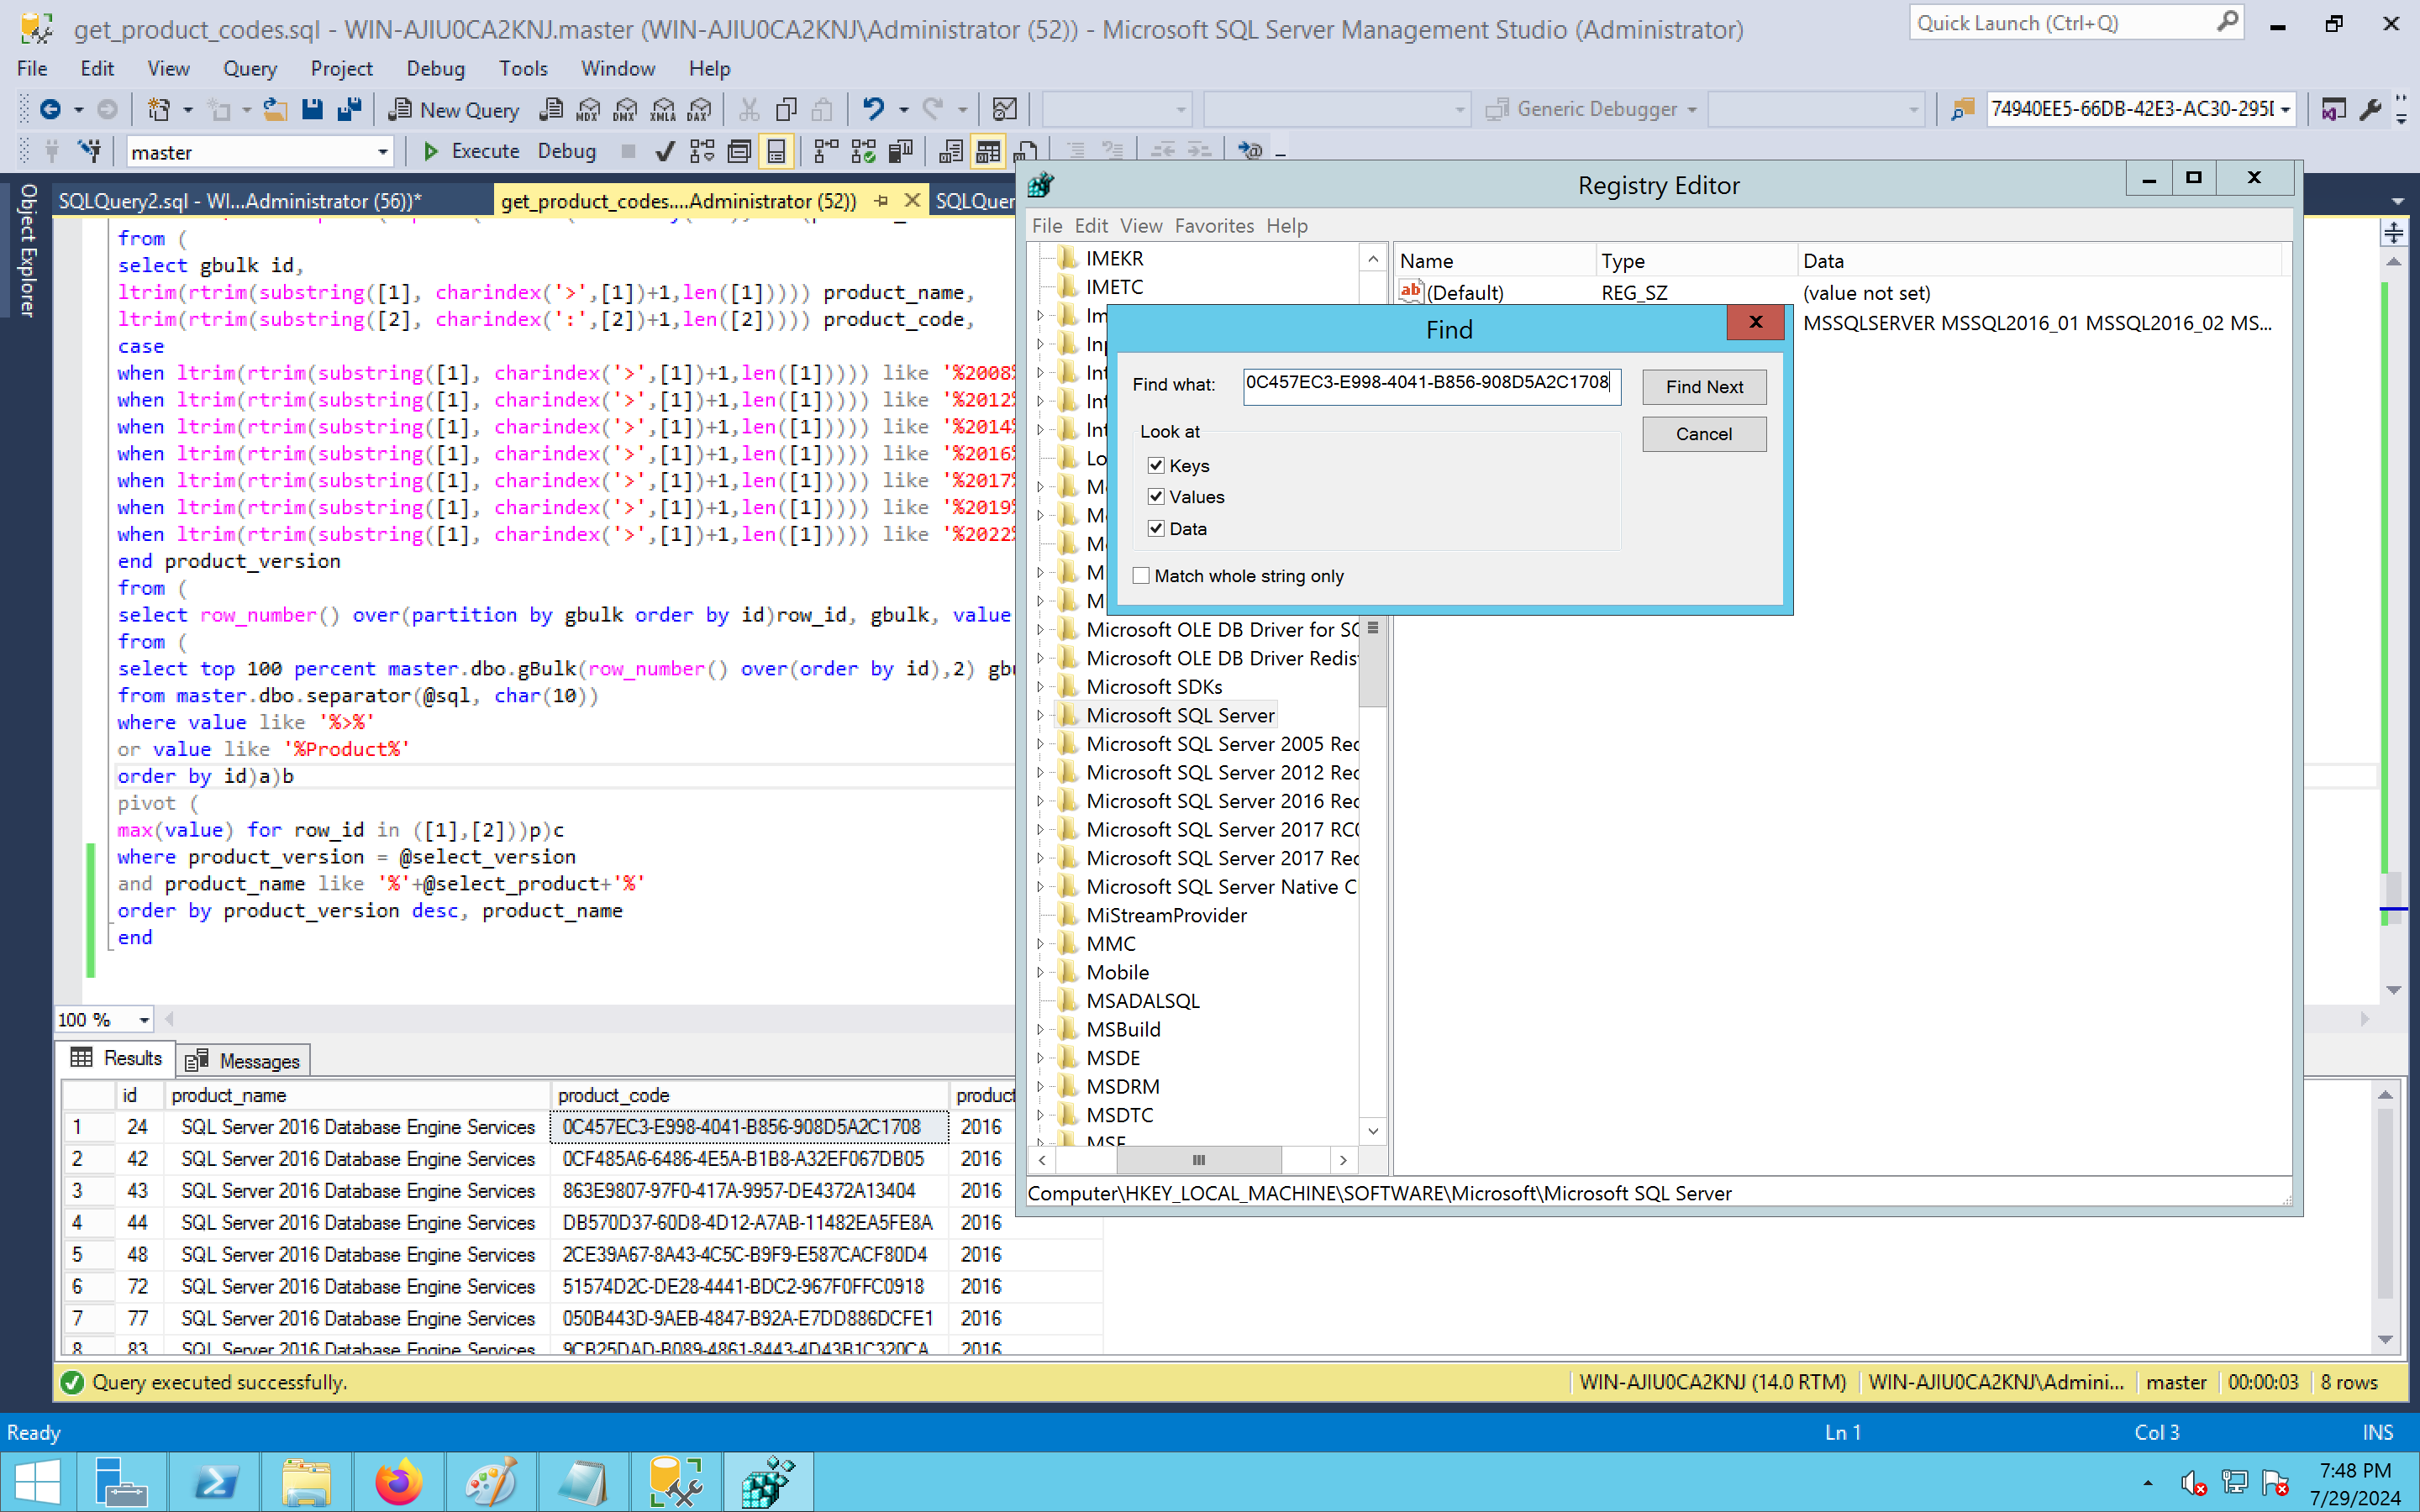 get_product_codes.sql - WIN-AJIU0CA2KNJ.master (WIN-AJIU0CA2KNJ\Administrator (52)) - Microsoft SQL Server Management Studio (Administrator)
Quick Launch (Ctrl+Q)
File Edit View Query Project Debug Tools Window Help
New Query MDX DMX XMLA DAX Generic Debugger 74940EE5-66DB-42E3-AC30-295
master Execute Debug
Object Explorer
SQLQuery2.sql - WI...Administrator (56))*
get_product_codes....Administrator (52))
SQLQuer
from (
select gbulk id,
ltrim(rtrim(substring([1], charindex('>',[1])+1,len([1])))) product_name,
ltrim(rtrim(substring([2], charindex(':',[2])+1,len([2])))) product_code,
case
when ltrim(rtrim(substring([1], charindex('>',[1])+1,len([1])))) like '%2008%
when ltrim(rtrim(substring([1], charindex('>',[1])+1,len([1])))) like '%2012%
when ltrim(rtrim(substring([1], charindex('>',[1])+1,len([1])))) like '%2014%
when ltrim(rtrim(substring([1], charindex('>',[1])+1,len([1])))) like '%2016%
when ltrim(rtrim(substring([1], charindex('>',[1])+1,len([1])))) like '%2017%
when ltrim(rtrim(substring([1], charindex('>',[1])+1,len([1])))) like '%2019%
when ltrim(rtrim(substring([1], charindex('>',[1])+1,len([1])))) like '%2022%
end product_version
from (
select row_number() over(partition by gbulk order by id)row_id, gbulk, value
from (
select top 100 percent master.dbo.gBulk(row_number() over(order by id),2) gbu
from master.dbo.separator(@sql, char(10))
where value like '%>%'
or value like '%Product%'
order by id)a)b
pivot (
max(value) for row_id in ([1],[2]))p)c
where product_version = @select_version
and product_name like '%'+@select_product+'%'
order by product_version desc, product_name
end
100 %
Results Messages
id product_name product_code product
1 24 SQL Server 2016 Database Engine Services 0C457EC3-E998-4041-B856-908D5A2C1708 2016
2 42 SQL Server 2016 Database Engine Services 0CF485A6-6486-4E5A-B1B8-A32EF067DB05 2016
3 43 SQL Server 2016 Database Engine Services 863E9807-97F0-417A-9957-DE4372A13404 2016
4 44 SQL Server 2016 Database Engine Services DB570D37-60D8-4D12-A7AB-11482EA5FE8A 2016
5 48 SQL Server 2016 Database Engine Services 2CE39A67-8A43-4C5C-B9F9-E587CACF80D4 2016
6 72 SQL Server 2016 Database Engine Services 51574D2C-DE28-4441-BDC2-967F0FFC0918 2016
7 77 SQL Server 2016 Database Engine Services 050B443D-9AEB-4847-B92A-E7DD886DCFE1 2016
8 83 SQL Server 2016 Database Engine Services 9CB25DAD-B089-4861-8443-4D43B1C320CA 2016
Registry Editor
File Edit View Favorites Help
IMEKR
IMETC
Im
Inp
Int
Int
Int
Lo
Microsoft OLE DB Driver for SQ
Microsoft OLE DB Driver Redis
Microsoft SDKs
Microsoft SQL Server
Microsoft SQL Server 2005 Red
Microsoft SQL Server 2012 Red
Microsoft SQL Server 2016 Red
Microsoft SQL Server 2017 RC0
Microsoft SQL Server 2017 Red
Microsoft SQL Server Native C
MiStreamProvider
MMC
Mobile
MSADALSQL
MSBuild
MSDE
MSDRM
MSDTC
MSF
Name Type Data
(Default) REG_SZ (value not set)
MSSQLSERVER MSSQL2016_01 MSSQL2016_02 MS...
Find
Find what: 0C457EC3-E998-4041-B856-908D5A2C1708
Find Next
Look at
Cancel
Keys
Values
Data
Match whole string only
Computer\HKEY_LOCAL_MACHINE\SOFTWARE\Microsoft\Microsoft SQL Server
Query executed successfully.
WIN-AJIU0CA2KNJ (14.0 RTM) WIN-AJIU0CA2KNJ\Admini... master 00:00:03 8 rows
Ready Ln 1 Col 3 INS
7:48 PM
7/29/2024